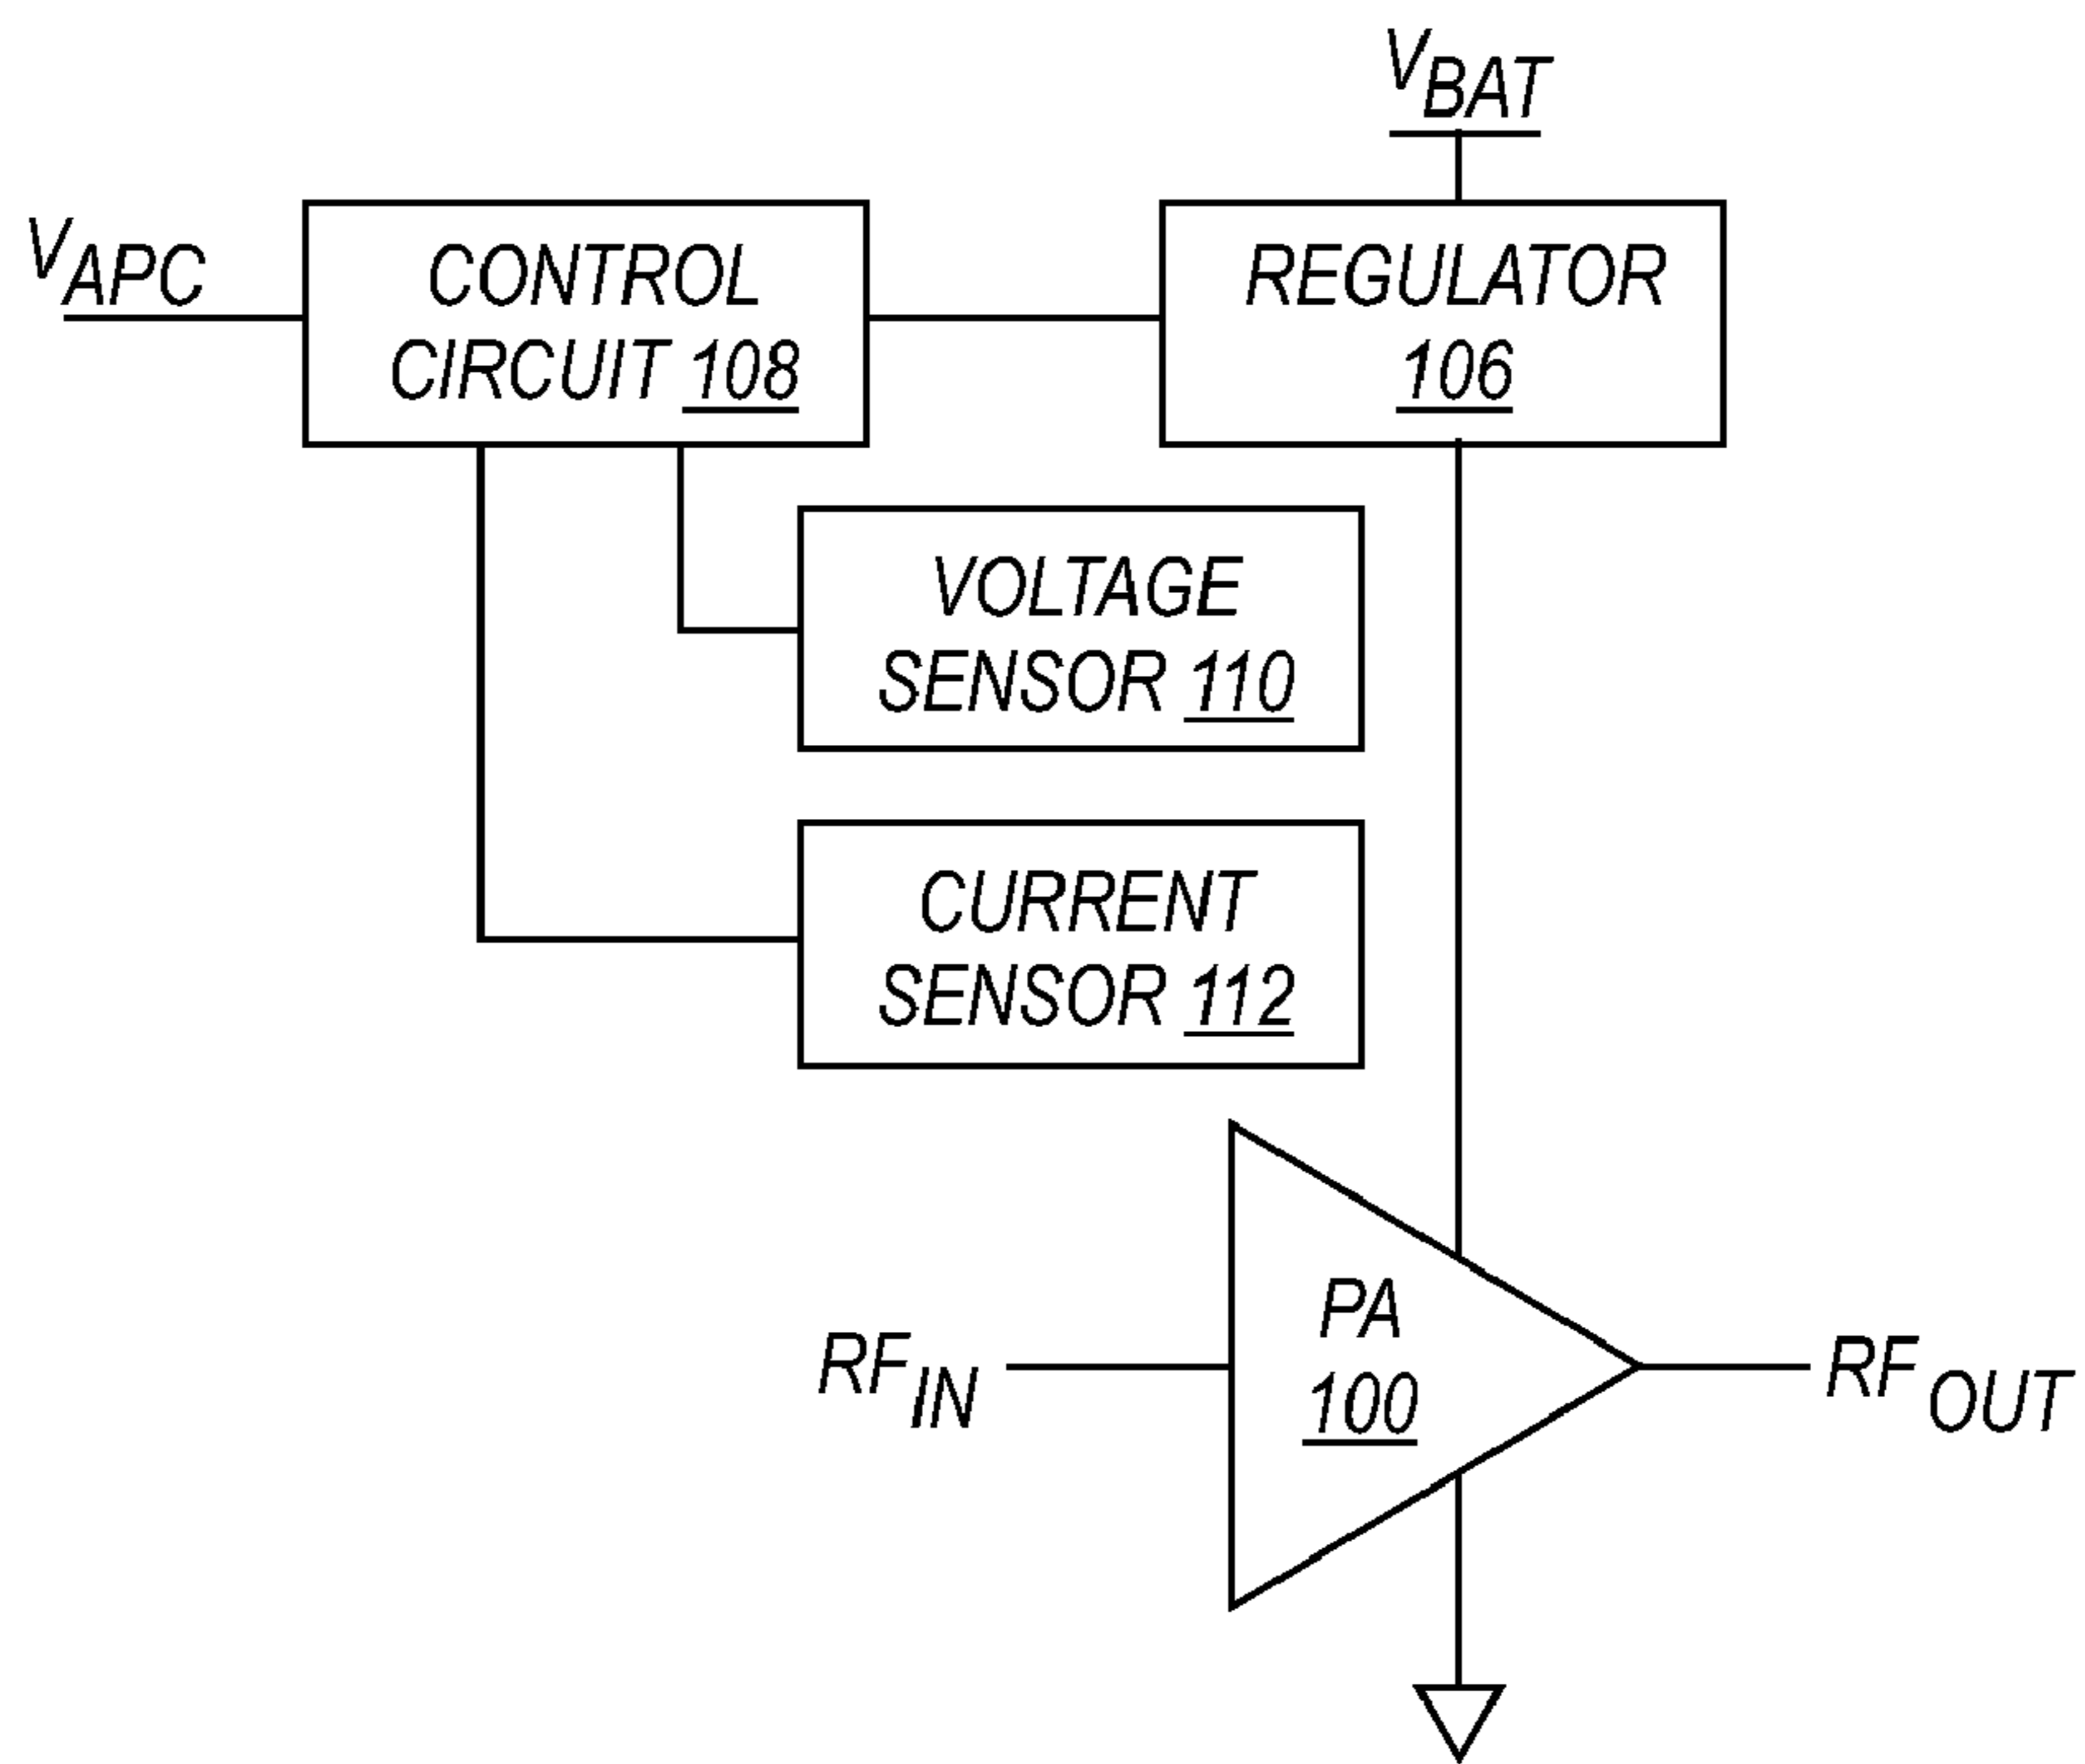 VBAT
VAPC
CONTROL
CIRCUIT 108
REGULATOR
106
VOLTAGE
SENSOR 110
CURRENT
SENSOR 112
PA
100
RFIN
RFOUT